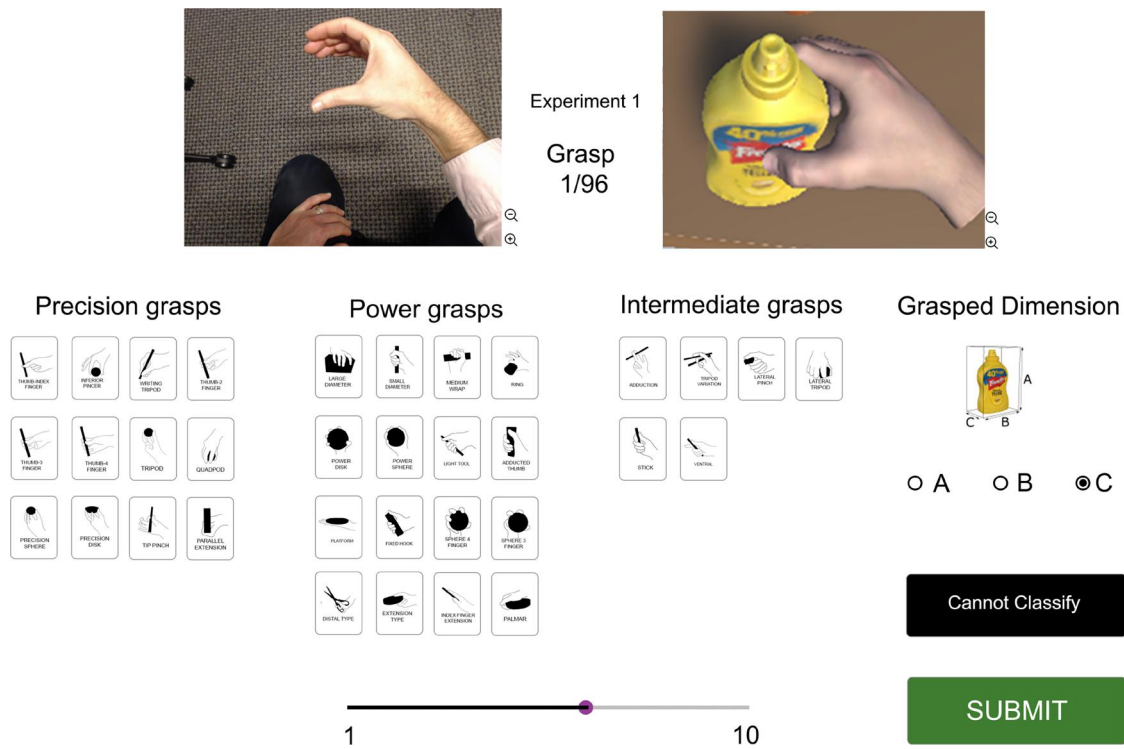 Experiment 1
Grasp
1/96
40%
Precision grasps
Power grasps
Intermediate grasps
Grasped Dimension
THUMB-INDEX
FINGER
INFERIOR
PINCER
WRITING
TRIPOD
THUMB-2
FINGER
LARGE
DIAMETER
SMALL
DIAMETER
MEDIUM
WRAP
RING
ADDUCTION
TRIPOD
VARIATION
LATERAL
PINCH
LATERAL
TRIPOD
A
C
B
THUMB-3
FINGER
THUMB-4
FINGER
TRIPOD
QUADPOD
POWER
DISK
POWER
SPHERE
LIGHT TOOL
ADDUCTED
THUMB
STICK
VENTRAL
A
B
C
PRECISION
SPHERE
PRECISION
DISK
TIP PINCH
PARALLEL
EXTENSION
PLATFORM
FIXED HOOK
SPHERE 4
FINGER
SPHERE 3
FINGER
DISTAL TYPE
EXTENSION
TYPE
INDEX FINGER
EXTENSION
PALMAR
Cannot Classify
SUBMIT
1
10